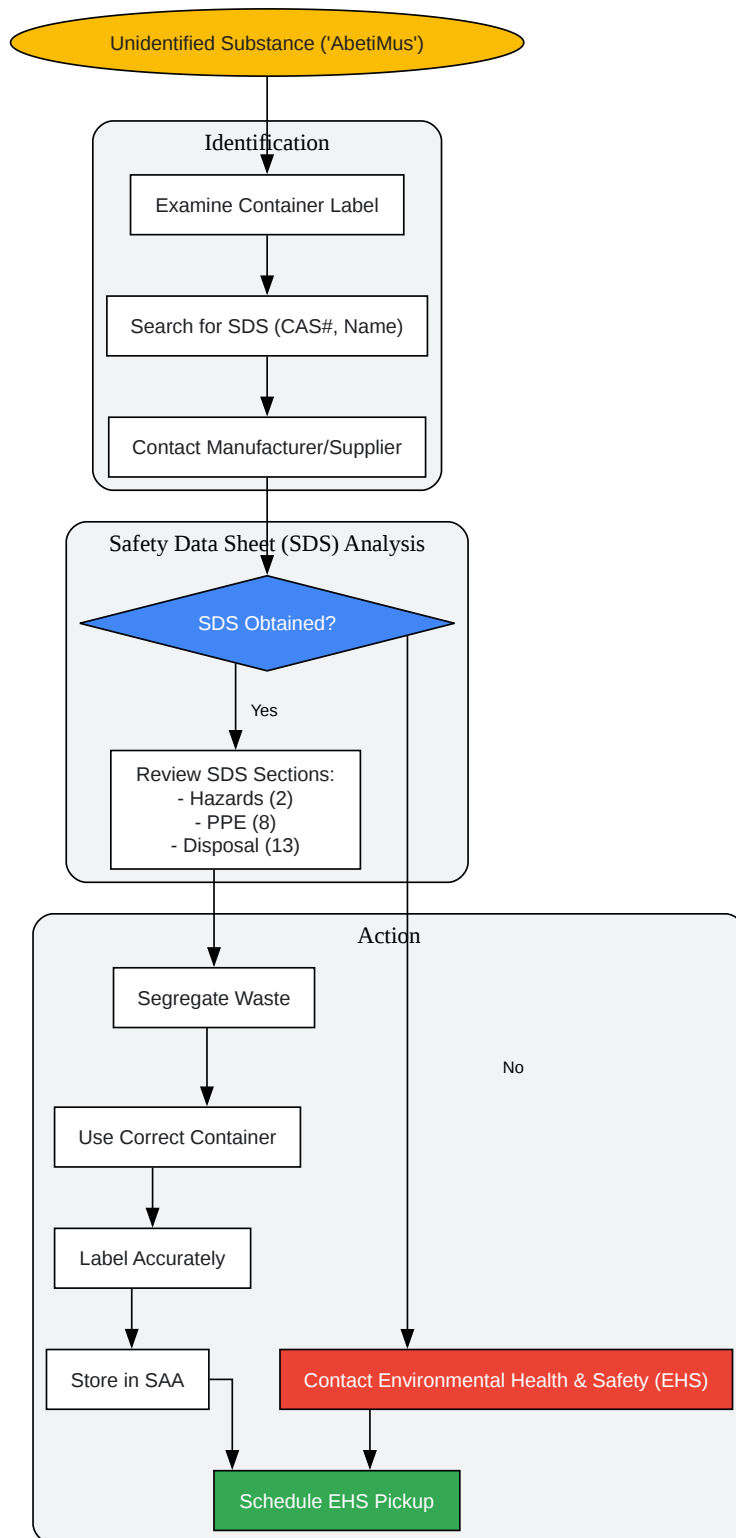 Unidentified Substance ('AbetiMus')
Identification
Examine Container Label
Search for SDS (CAS#, Name)
Contact Manufacturer/Supplier
Safety Data Sheet (SDS) Analysis
SDS Obtained?
Yes
Review SDS Sections:
- Hazards (2)
- PPE (8)
- Disposal (13)
Action
Segregate Waste
No
Use Correct Container
Label Accurately
Store in SAA
Contact Environmental Health & Safety (EHS)
Schedule EHS Pickup